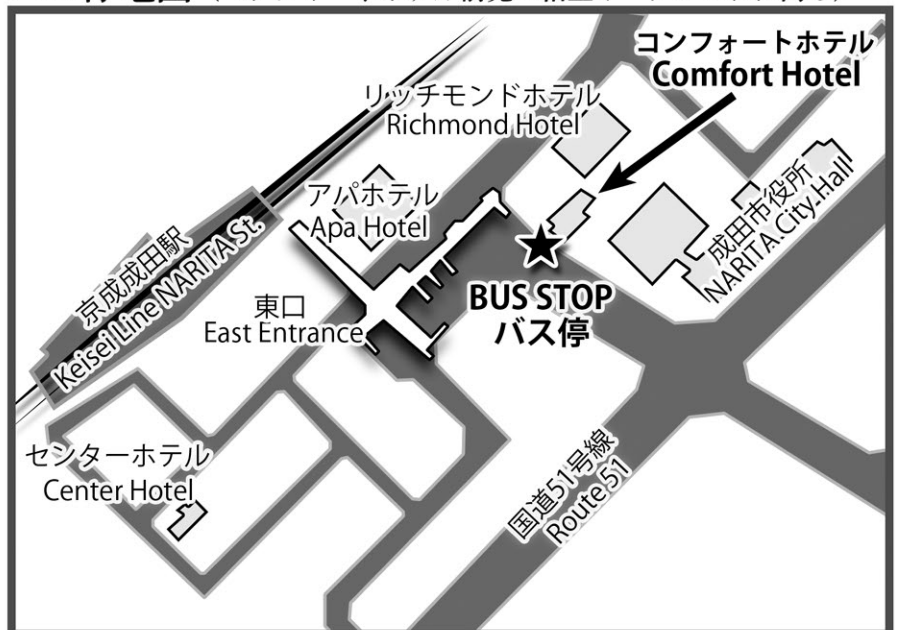 コンフォートホテル
Comfort Hotel
リッチモンドホテル
Richmond Hotel
アパホテル
Apa Hotel
成田市役所
NARITA City Hall
京成成田駅
Keisei Line NARITA St.
東口
East Entrance
BUS STOP
バス停
センターホテル
Center Hotel
国道51号線
Route 51